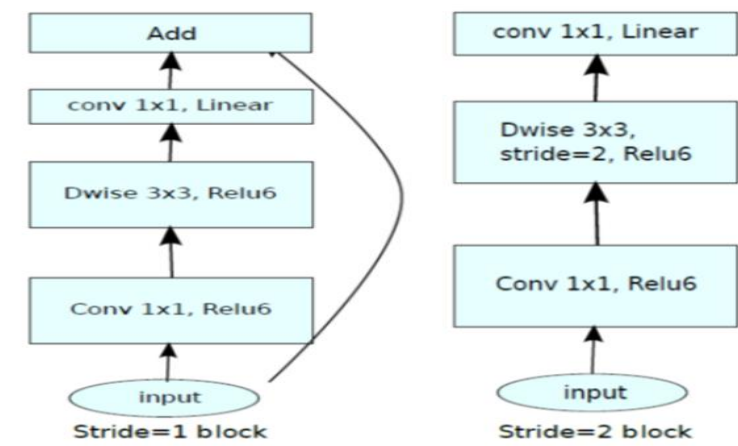 Add
conv 1x1, Linear
Dwise 3x3, Relu6
Conv 1x1, Relu6
input
Stride=1 block
conv 1x1, Linear
Dwise 3x3,
stride=2, Relu6
Conv 1x1, Relu6
input
Stride=2 block